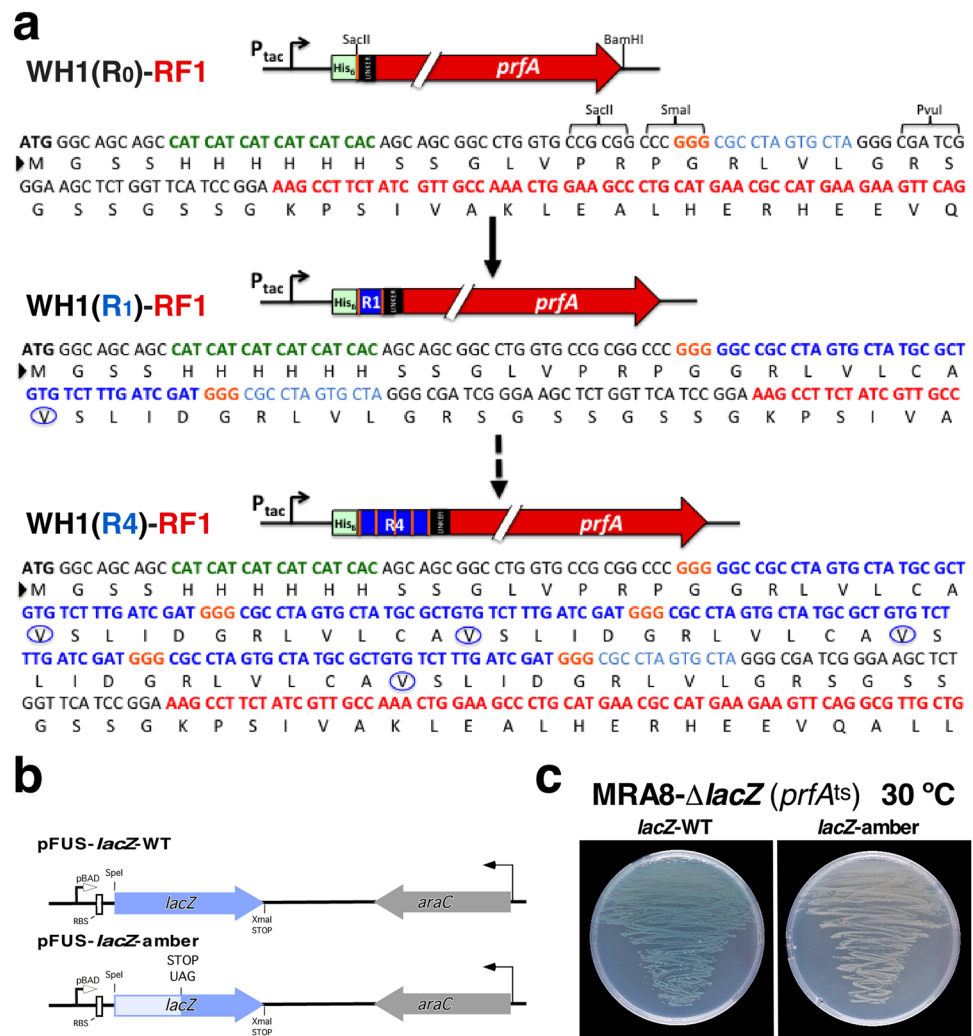 a
WH1(R0)-RF1
Ptac
SacII
BamHI
His6
LINKER
prfA
SacII SmaI PvuI
ATG GGC AGC AGC CAT CAT CAT CAT CAT CAC AGC AGC GGC CTG GTG CCG CGG CCC GGG CGC CTA GTG CTA GGG CGA TCG
M G S S H H H H H H S S G L V P R P G R L V L G R S
GGA AGC TCT GGT TCA TCC GGA AAG CCT TCT ATC GTT GCC AAA CTG GAA GCC CTG CAT GAA CGC CAT GAA GAA GTT CAG
G S S G S S G K P S I V A K L E A L H E R H E E V Q
WH1(R1)-RF1
Ptac
His6
R1
LINKER
prfA
ATG GGC AGC AGC CAT CAT CAT CAT CAT CAC AGC AGC GGC CTG GTG CCG CGG CCC GGG GGC CGC CTA GTG CTA TGC GCT
M G S S H H H H H H S S G L V P R P G G R L V L C A
GTG TCT TTG ATC GAT GGG CGC CTA GTG CTA GGG CGA TCG GGA AGC TCT GGT TCA TCC GGA AAG CCT TCT ATC GTT GCC
V S L I D G R L V L G R S G S S G S S G K P S I V A
WH1(R4)-RF1
Ptac
His6
R4
LINKER
prfA
ATG GGC AGC AGC CAT CAT CAT CAT CAT CAC AGC AGC GGC CTG GTG CCG CGG CCC GGG GGC CGC CTA GTG CTA TGC GCT
M G S S H H H H H H S S G L V P R P G G R L V L C A
GTG TCT TTG ATC GAT GGG CGC CTA GTG CTA TGC GCT GTG TCT TTG ATC GAT GGG CGC CTA GTG CTA TGC GCT GTG TCT
V S L I D G R L V L C A V S L I D G R L V L C A V S
TTG ATC GAT GGG CGC CTA GTG CTA TGC GCT GTG TCT TTG ATC GAT GGG CGC CTA GTG CTA GGG CGA TCG GGA AGC TCT
L I D G R L V L C A V S L I D G R L V L G R S G S S
GGT TCA TCC GGA AAG CCT TCT ATC GTT GCC AAA CTG GAA GCC CTG CAT GAA CGC CAT GAA GAA GTT CAG GCG TTG CTG
G S S G K P S I V A K L E A L H E R H E E V Q A L L
b
pFUS-lacZ-WT
pBAD
SpeI
RBS
lacZ
XmaI
STOP
araC
pFUS-lacZ-amber
STOP
UAG
pBAD
SpeI
RBS
lacZ
XmaI
STOP
araC
c
MRA8-ΔlacZ (prfAts) 30 ºC
lacZ-WT
lacZ-amber